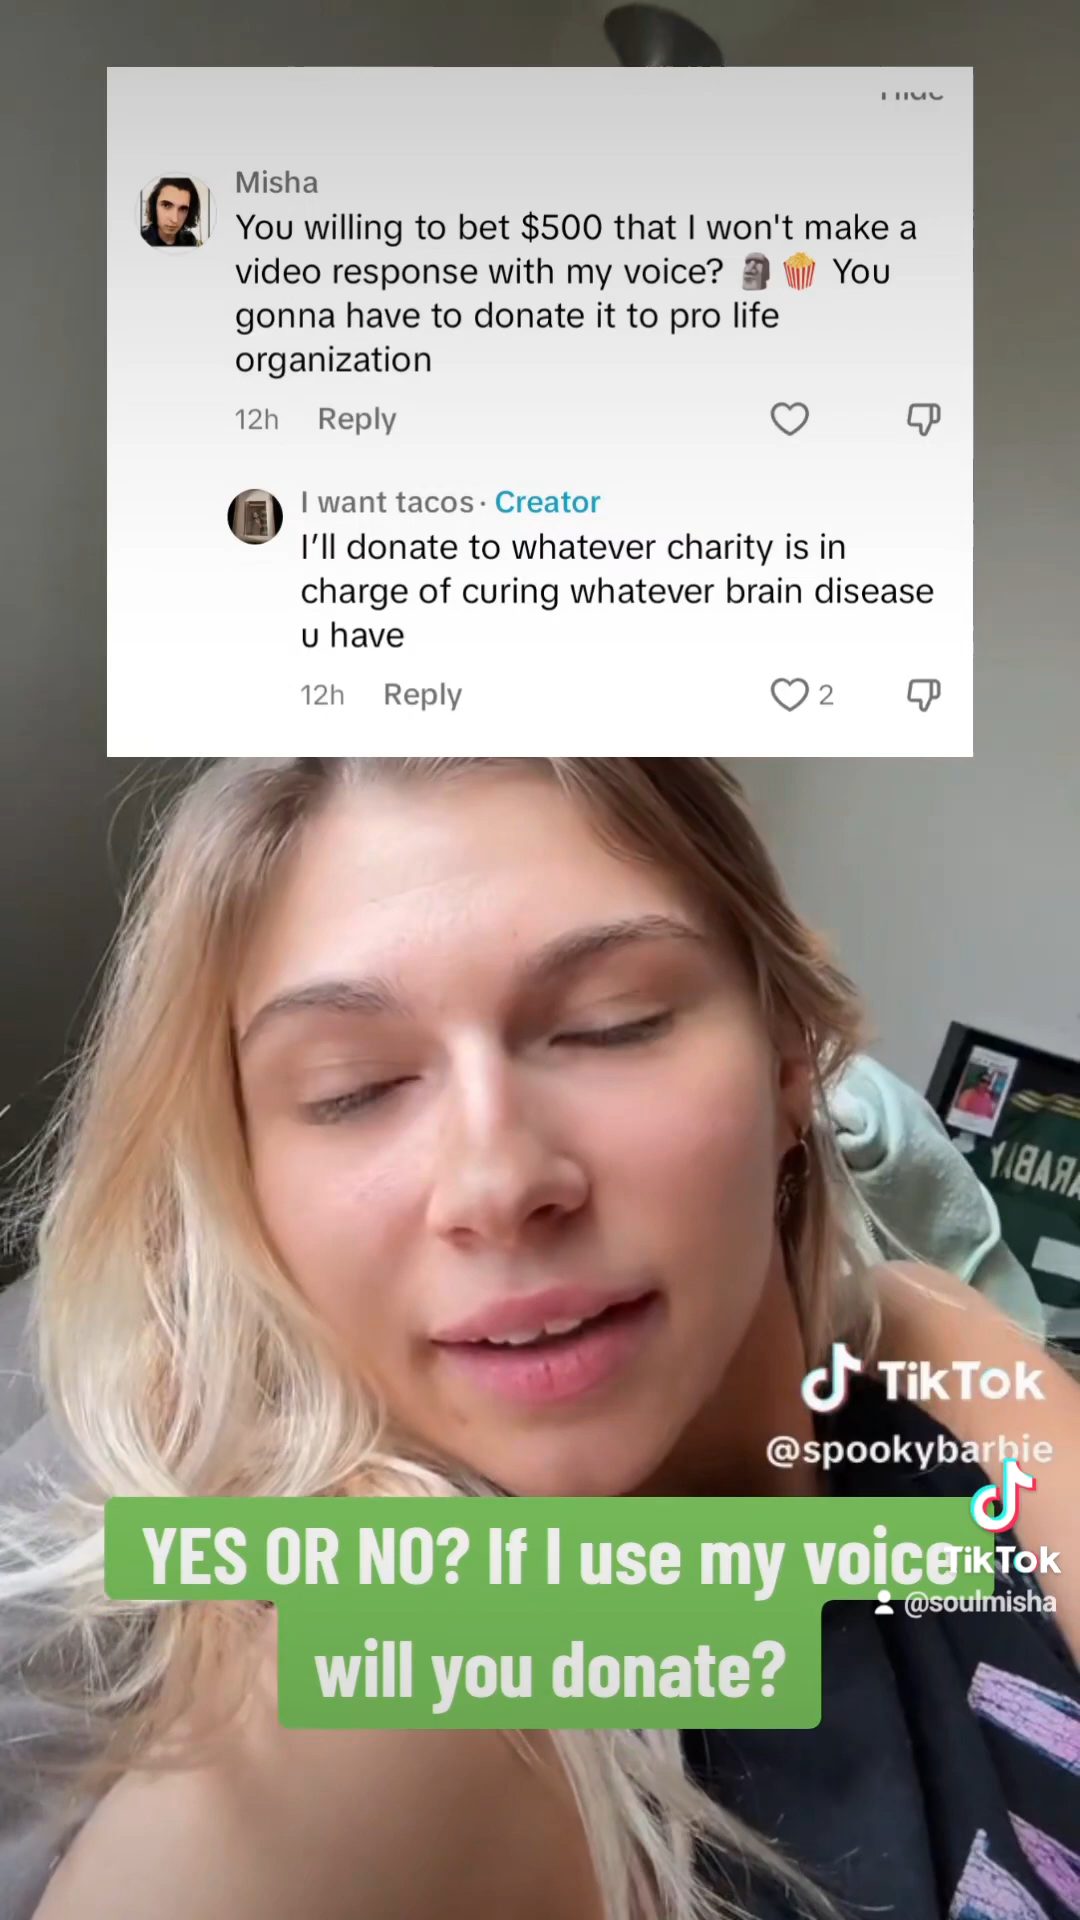 Misha
You willing to bet $500 that I won't make a
video response with my voice? 🗿🍿 You
gonna have to donate it to pro life
organization
12h Reply
I want tacos · Creator
I'll donate to whatever charity is in
charge of curing whatever brain disease
u have
12h Reply 2
TikTok
@spookybarbie
YES OR NO? If I use my voice
TikTok
@soulmisha
will you donate?